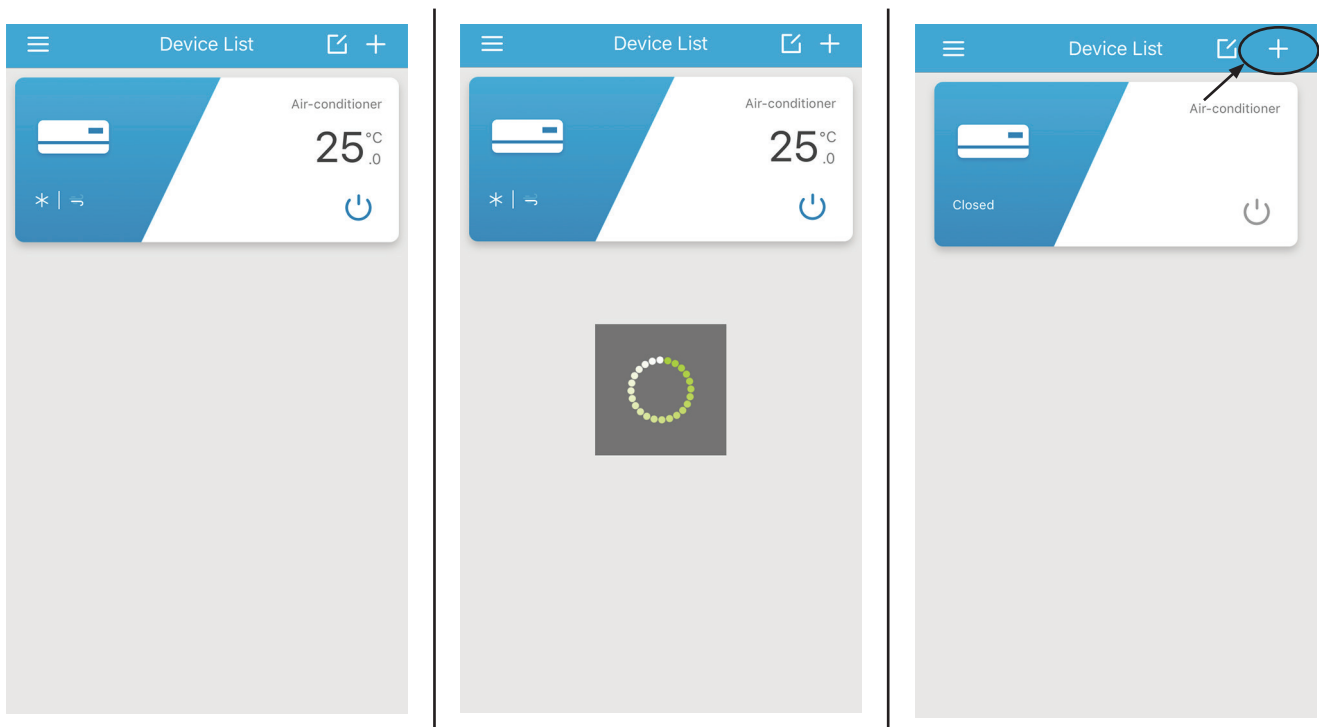 Device List
Air-conditioner
25°C
.0
Device List
Air-conditioner
25°C
.0
Device List
Air-conditioner
Closed